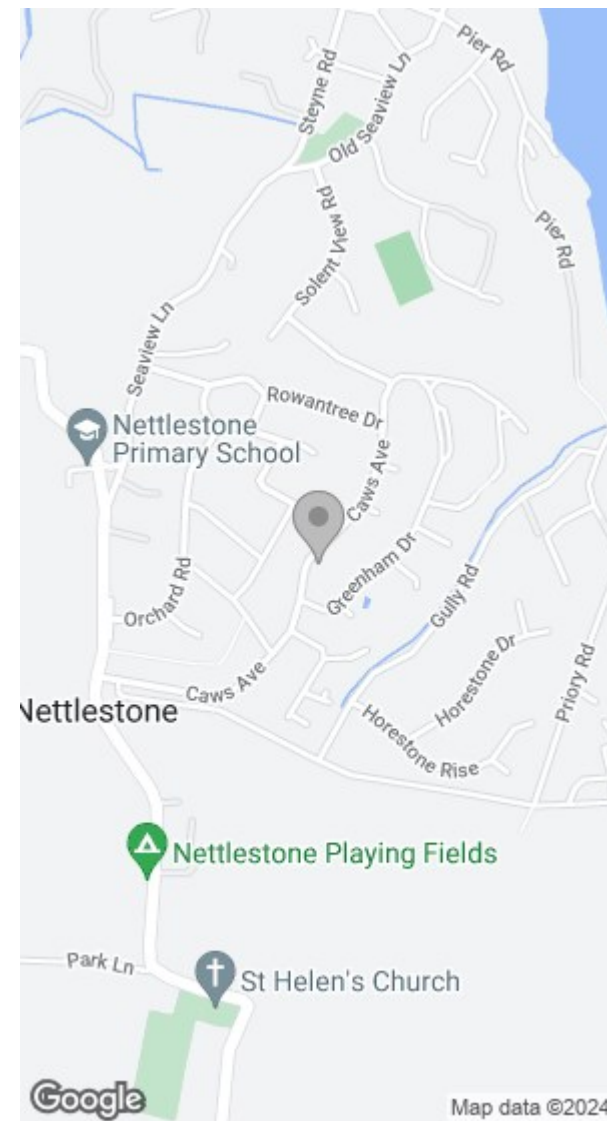 Pier Rd
Steyne Rd
Old Seaview Ln
Solent View Rd
Pier Rd
Seaview Ln
Rowantree Dr
Nettlestone
Primary School
Caws Ave
Greenham Dr
Gully Rd
Orchard Rd
Horestone Dr
Priory Rd
Caws Ave
Nettlestone
Horestone Rise
Nettlestone Playing Fields
Park Ln
St Helen's Church
Google
Map data ©2024